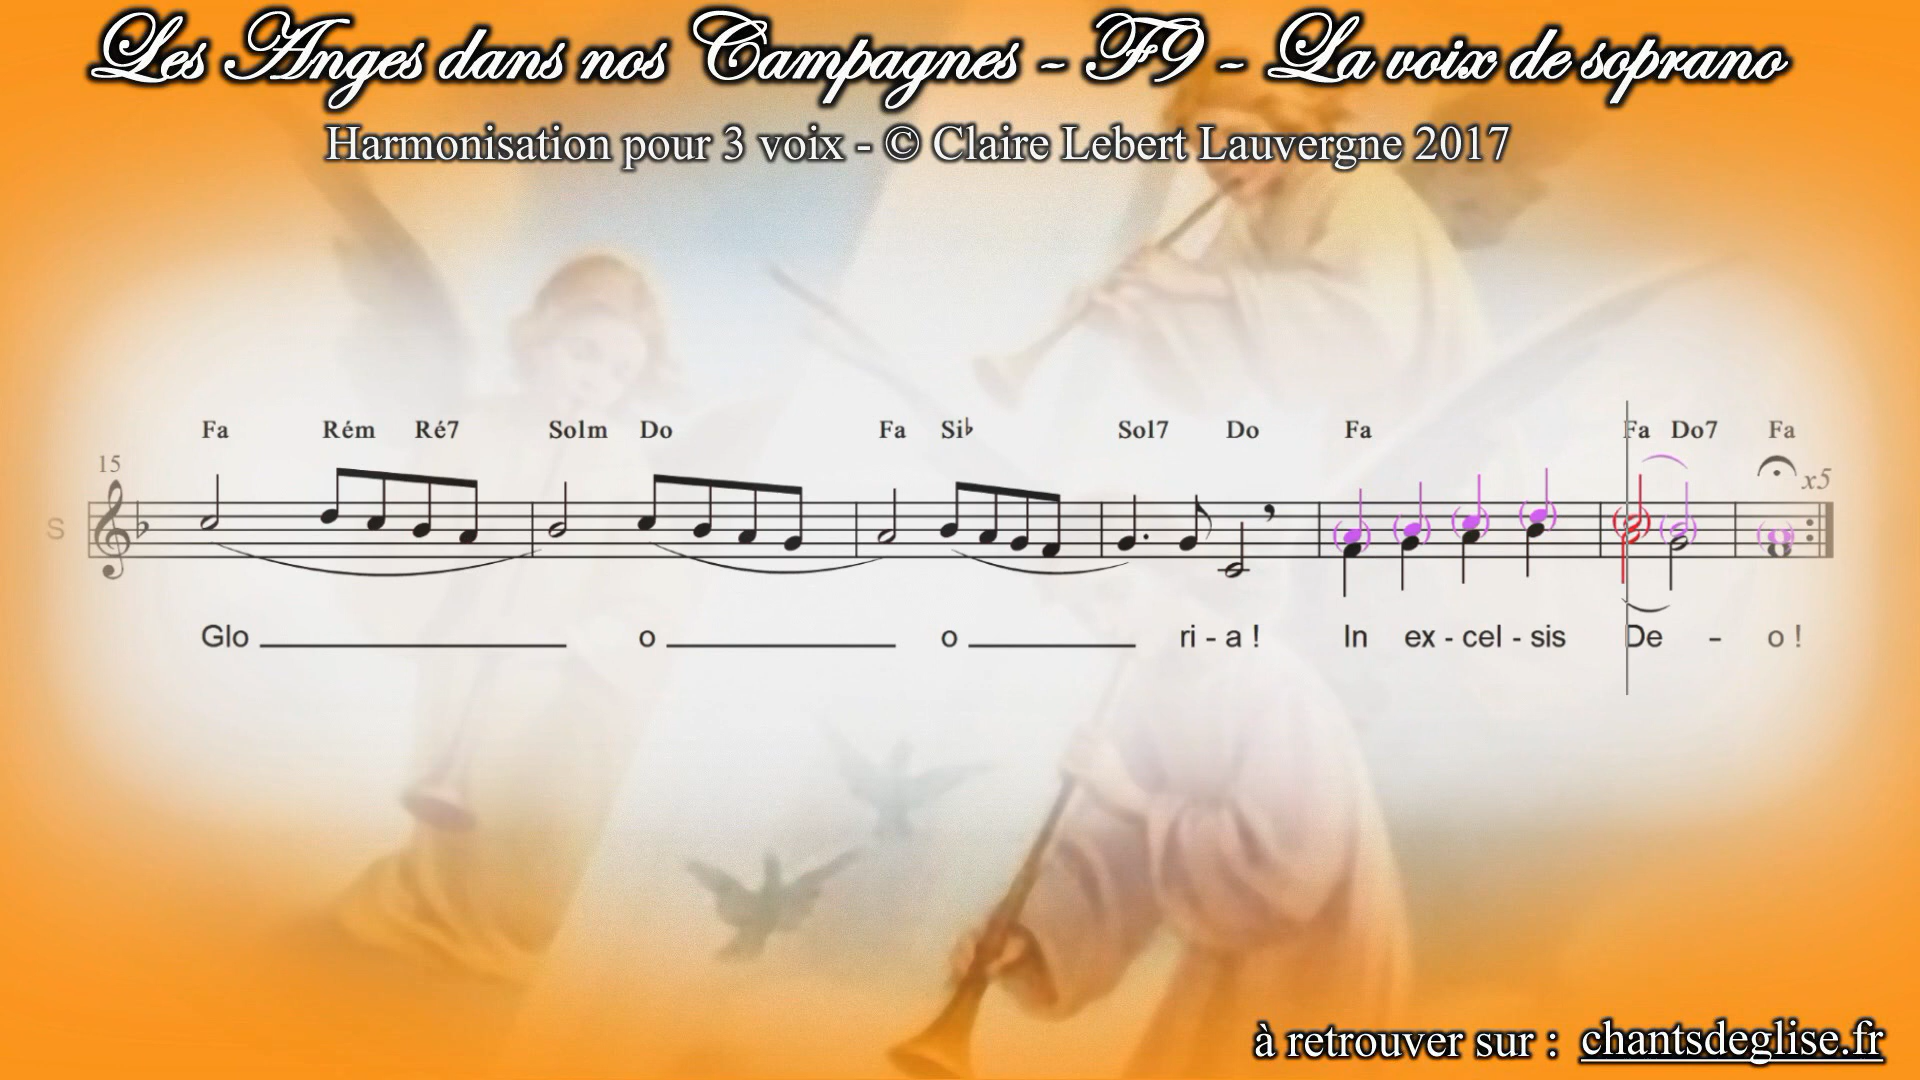 Les Anges dans nos Campagnes - F9 - La voix de soprano
Harmonisation pour 3 voix - © Claire Lebert Lauvergne 2017
Fa Rém Ré7 Solm Do Fa Si♭ Sol7 Do Fa Fa Do7 Fa
15
x5
S
Glo o o ri - a ! In ex - cel - sis De - o !
à retrouver sur : chantsdeglise.fr